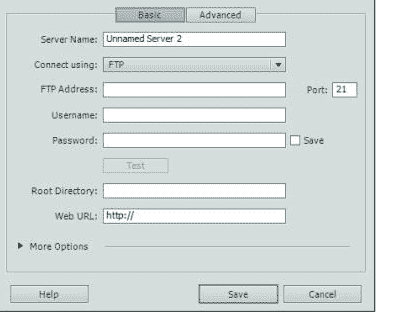 Basic Advanced
Server Name: Unnamed Server 2
Connect using: FTP
FTP Address: Port: 21
Username:
Password: Save
Test
Root Directory:
Web URL: http://
More Options
Help Save Cancel